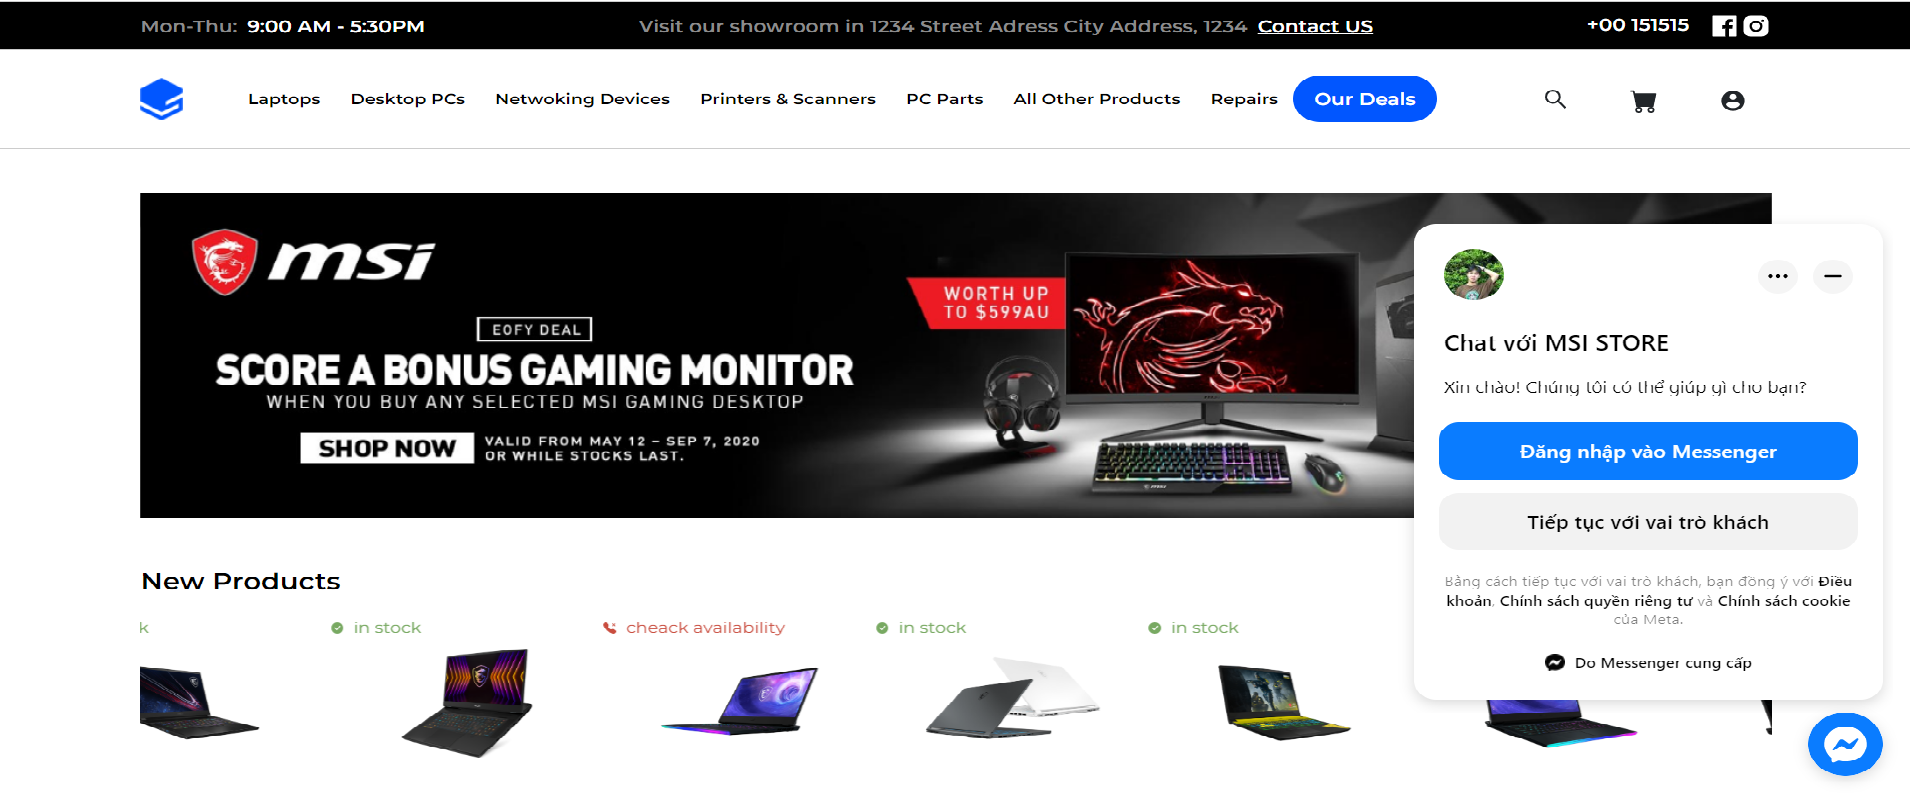 Mon-Thu: 9:00 AM - 5:30PM
Visit our showroom in 1234 Street Adress City Address, 1234 Contact US
+00 151515
Laptops
Desktop PCs
Netwoking Devices
Printers & Scanners
PC Parts
All Other Products
Repairs
Our Deals
msi
EOFY DEAL
SCORE A BONUS GAMING MONITOR
WHEN YOU BUY ANY SELECTED MSI GAMING DESKTOP
SHOP NOW
VALID FROM MAY 12 – SEP 7, 2020
OR WHILE STOCKS LAST.
WORTH UP
TO $599AU
Chat với MSI STORE
Xin chào! Chúng tôi có thể giúp gì cho bạn?
Đăng nhập vào Messenger
Tiếp tục với vai trò khách
Bằng cách tiếp tục với vai trò khách, bạn đồng ý với Điều
khoản, Chính sách quyền riêng tư và Chính sách cookie
của Meta.
Do Messenger cung cấp
New Products
k
in stock
cheack availability
in stock
in stock